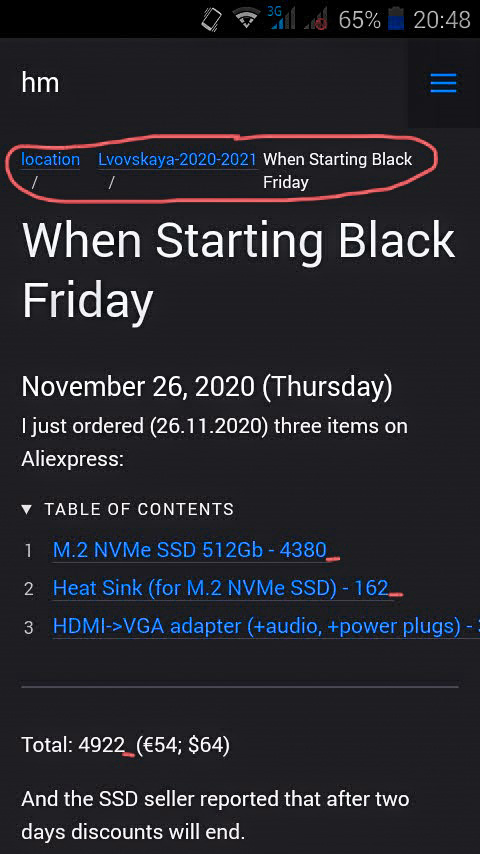 3G 65% 20:48
hm
location Lvovskaya-2020-2021 When Starting Black
/ / Friday
When Starting Black
Friday
November 26, 2020 (Thursday)
I just ordered (26.11.2020) three items on
Aliexpress:
▼ TABLE OF CONTENTS
1 M.2 NVMe SSD 512Gb - 4380
2 Heat Sink (for M.2 NVMe SSD) - 162
3 HDMI->VGA adapter (+audio, +power plugs) -
Total: 4922 (€54; $64)
And the SSD seller reported that after two
days discounts will end.